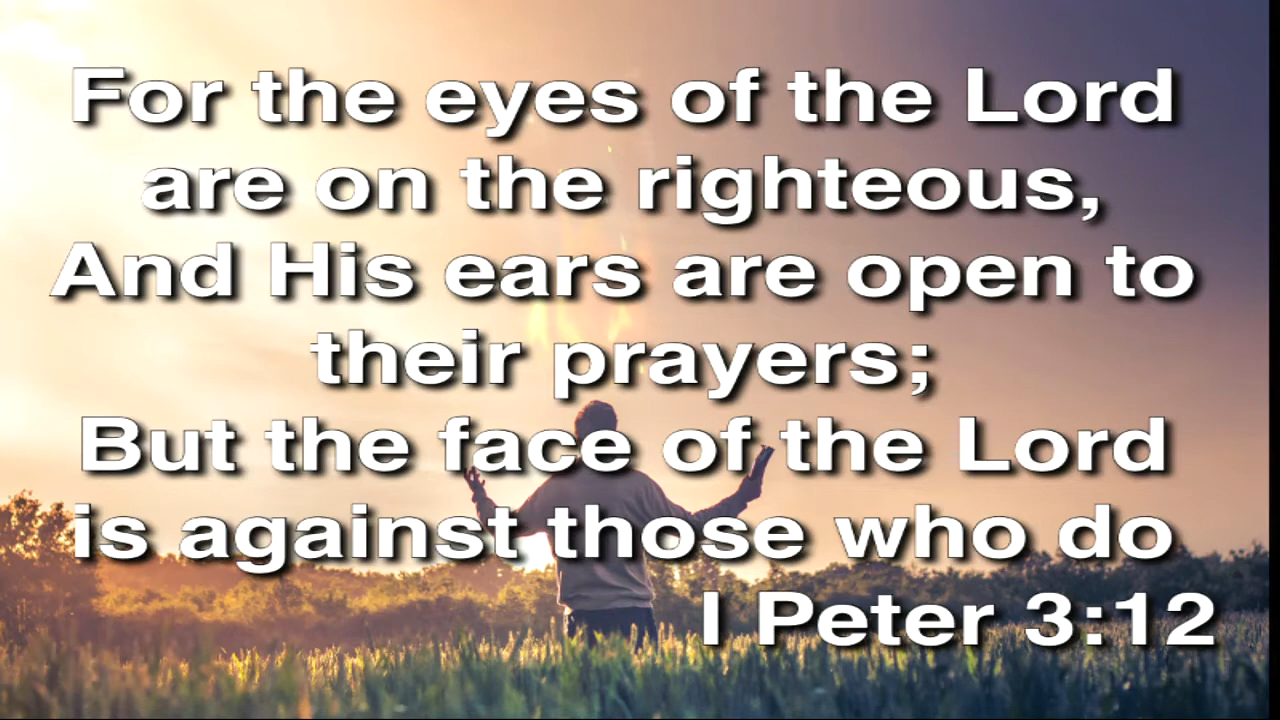 For the eyes of the Lord
are on the righteous,
And His ears are open to
their prayers;
But the face of the Lord
is against those who do
I Peter 3:12